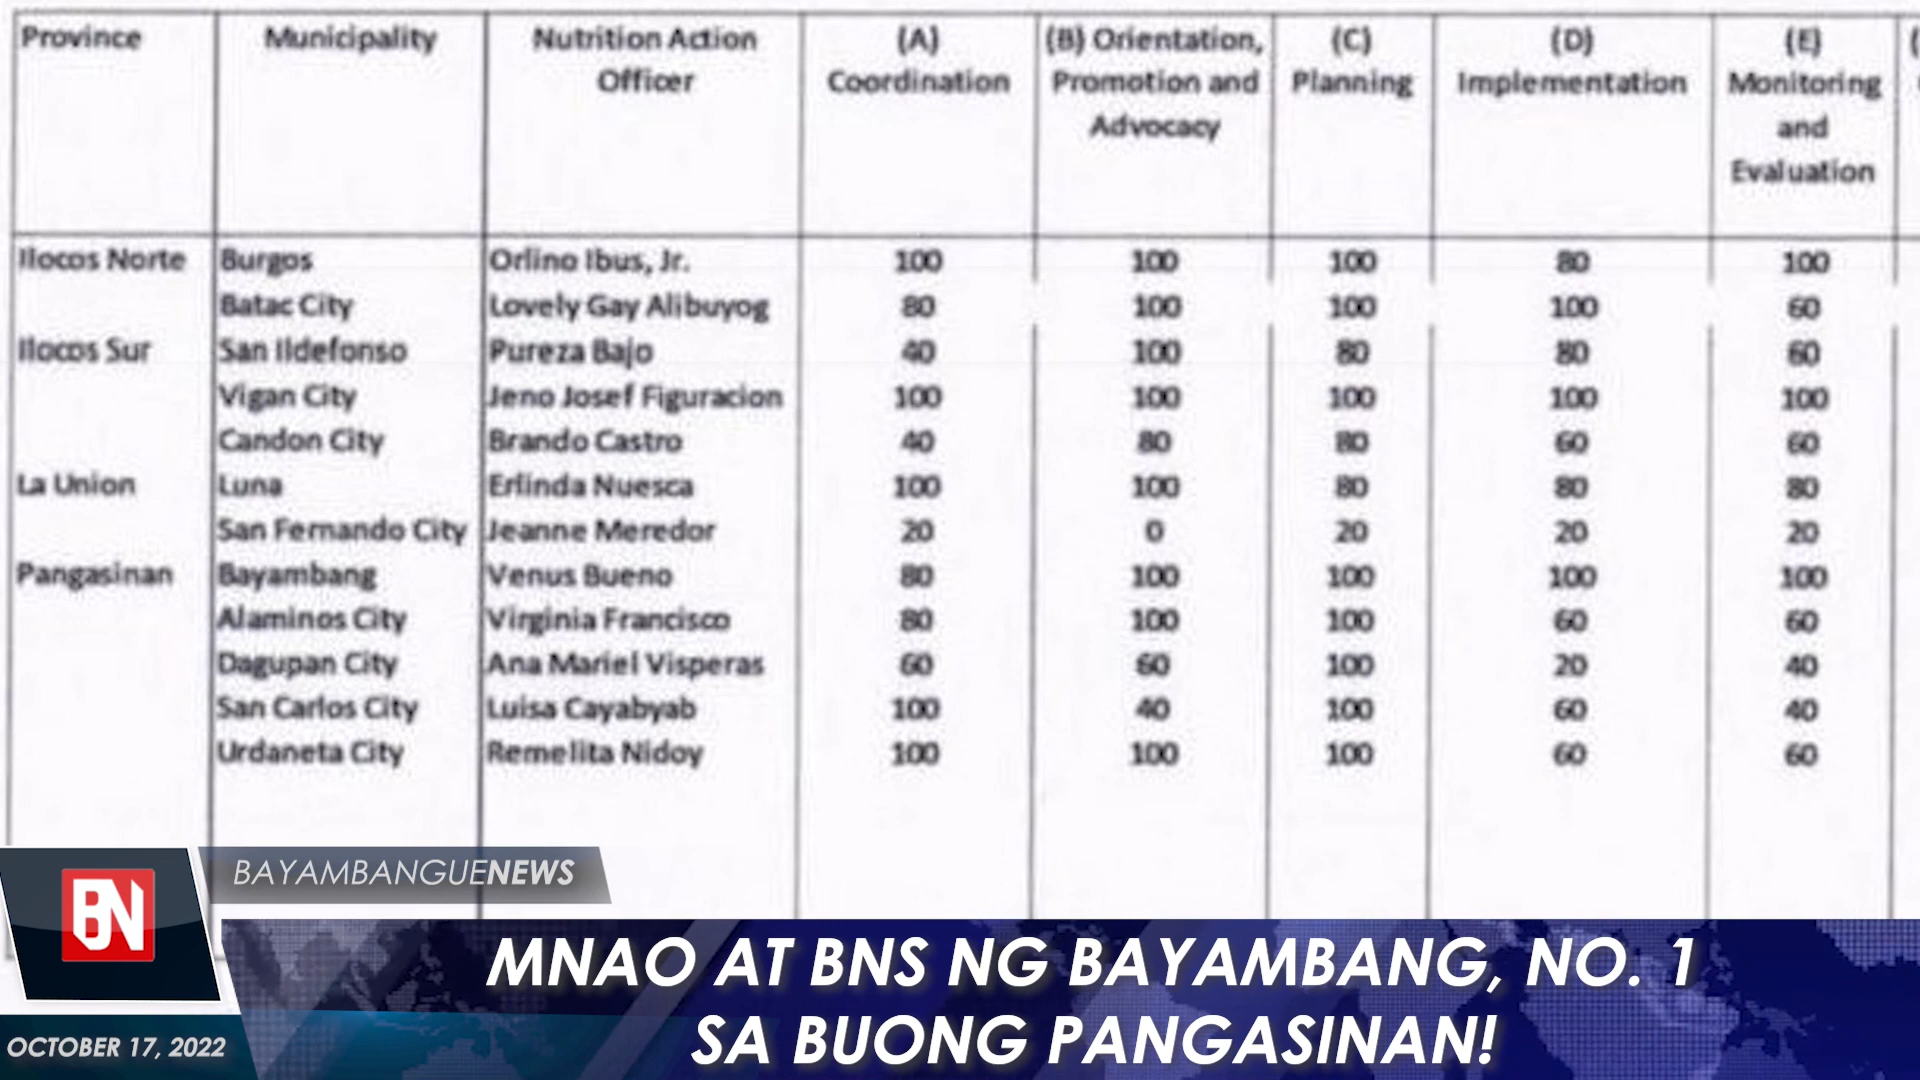 Province Municipality Nutrition Action Officer (A) Coordination (B) Orientation, Promotion and Advocacy (C) Planning (D) Implementation (E) Monitoring and Evaluation
Ilocos Norte Burgos Orlino Ibus, Jr. 100 100 100 80 100
Batac City Lovely Gay Alibuyog 80 100 100 100 60
Ilocos Sur San Ildefonso Pureza Bajo 40 100 80 80 60
Vigan City Jeno Josef Figuracion 100 100 100 100 100
Candon City Brando Castro 40 80 80 60 60
La Union Luna Erlinda Nuesca 100 100 80 80 80
San Fernando City Jeanne Meredor 20 0 20 20 20
Pangasinan Bayambang Venus Bueno 80 100 100 100 100
Alaminos City Virginia Francisco 80 100 100 60 60
Dagupan City Ana Mariel Visperas 60 60 100 20 40
San Carlos City Luisa Cayabyab 100 40 100 60 40
Urdaneta City Remelita Nidoy 100 100 100 60 60
BN
BAYAMBANGUENEWS
MNAO AT BNS NG BAYAMBANG, NO. 1
SA BUONG PANGASINAN!
OCTOBER 17, 2022